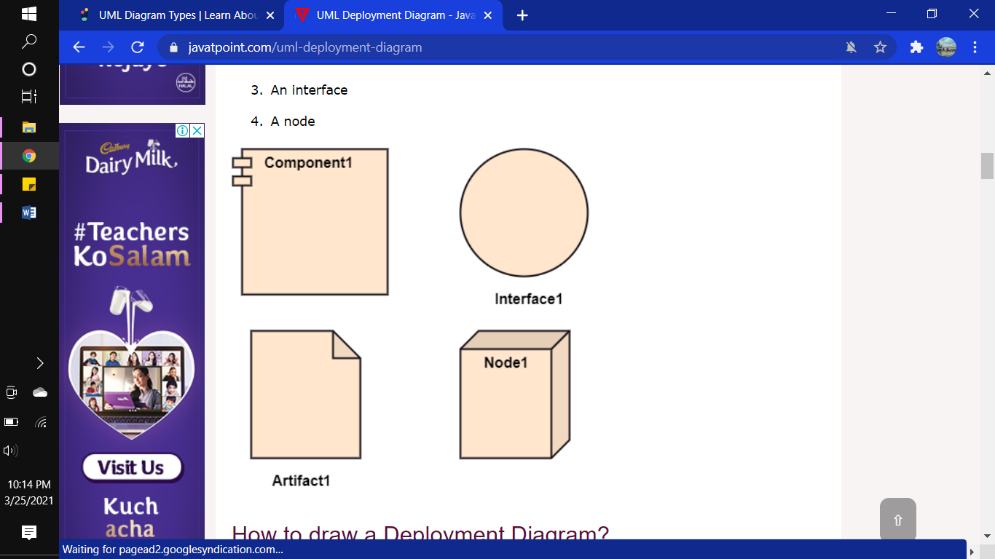 UML Diagram Types | Learn Abou
UML Deployment Diagram - Java
javatpoint.com/uml-deployment-diagram
3. An interface
4. A node
Cadbury
Dairy Milk.
#Teachers
KoSalam
Visit Us
Kuch
acha
Component1
Interface1
Node1
Artifact1
How to draw a Deployment Diagram?
10:14 PM
3/25/2021
Waiting for pagead2.googlesyndication.com...